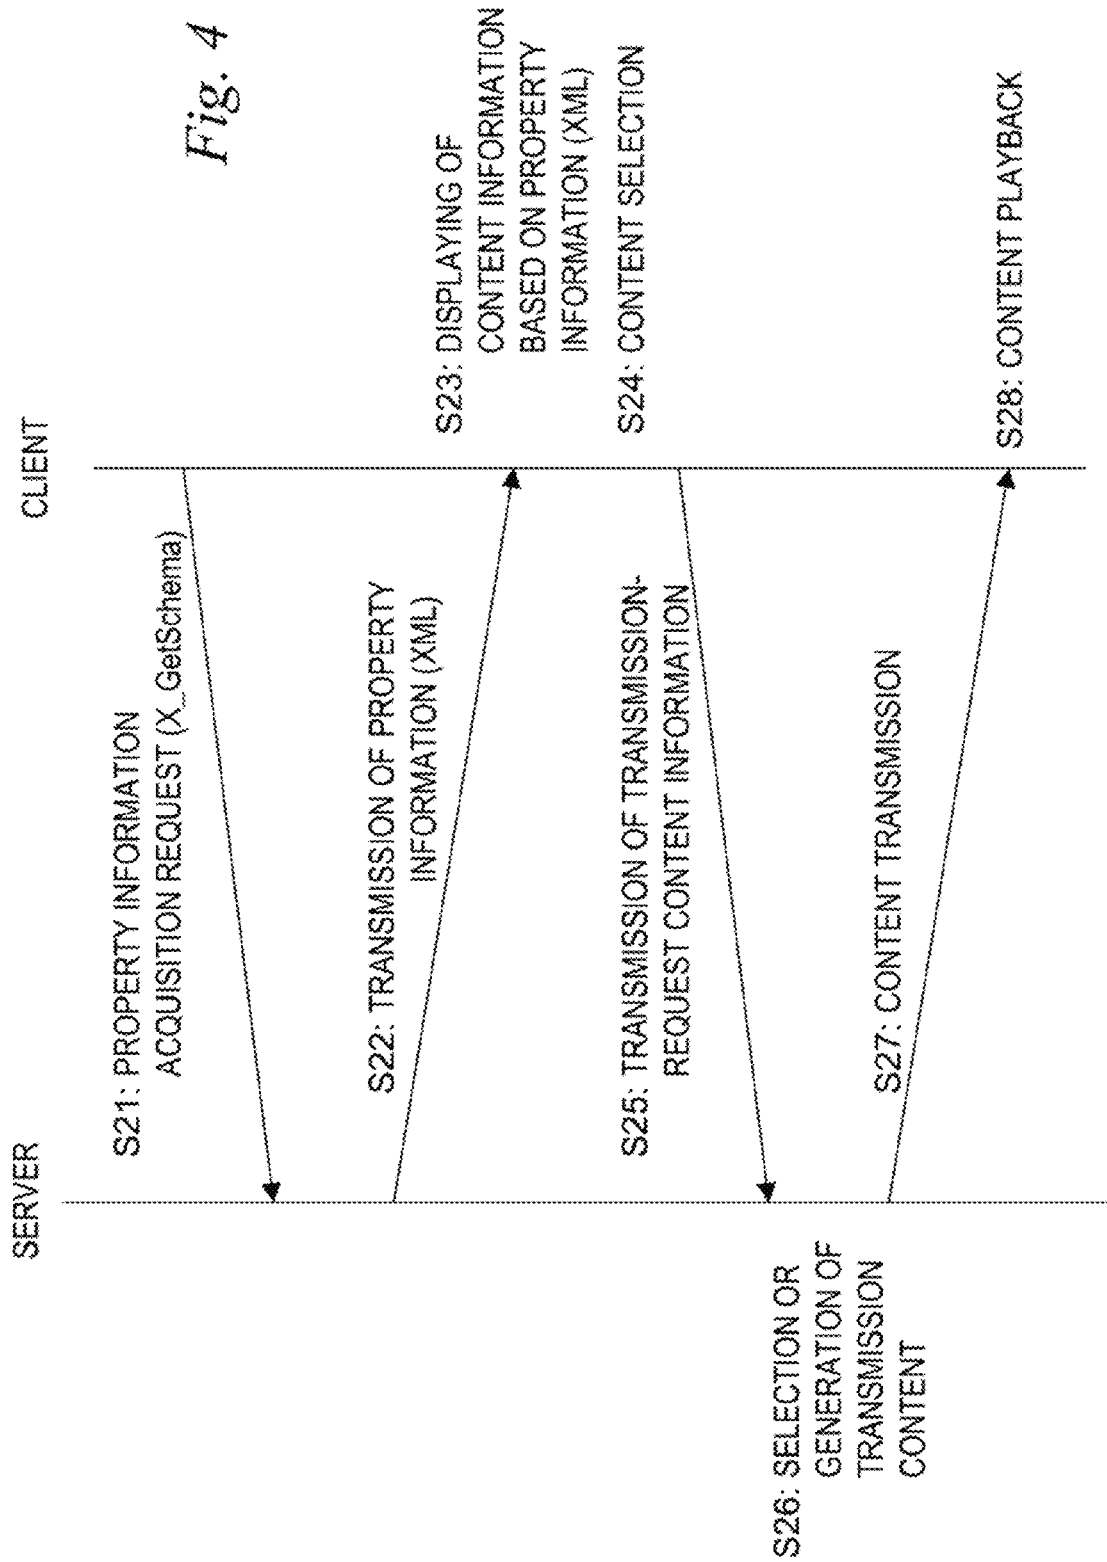 Fig. 4
SERVER
CLIENT
S21: PROPERTY INFORMATION
ACQUISITION REQUEST (X_GetSchema)
S22: TRANSMISSION OF PROPERTY
INFORMATION (XML)
S23: DISPLAYING OF
CONTENT INFORMATION
BASED ON PROPERTY
INFORMATION (XML)
S24: CONTENT SELECTION
S25: TRANSMISSION OF TRANSMISSION-
REQUEST CONTENT INFORMATION
S26: SELECTION OR
GENERATION OF
TRANSMISSION
CONTENT
S27: CONTENT TRANSMISSION
S28: CONTENT PLAYBACK